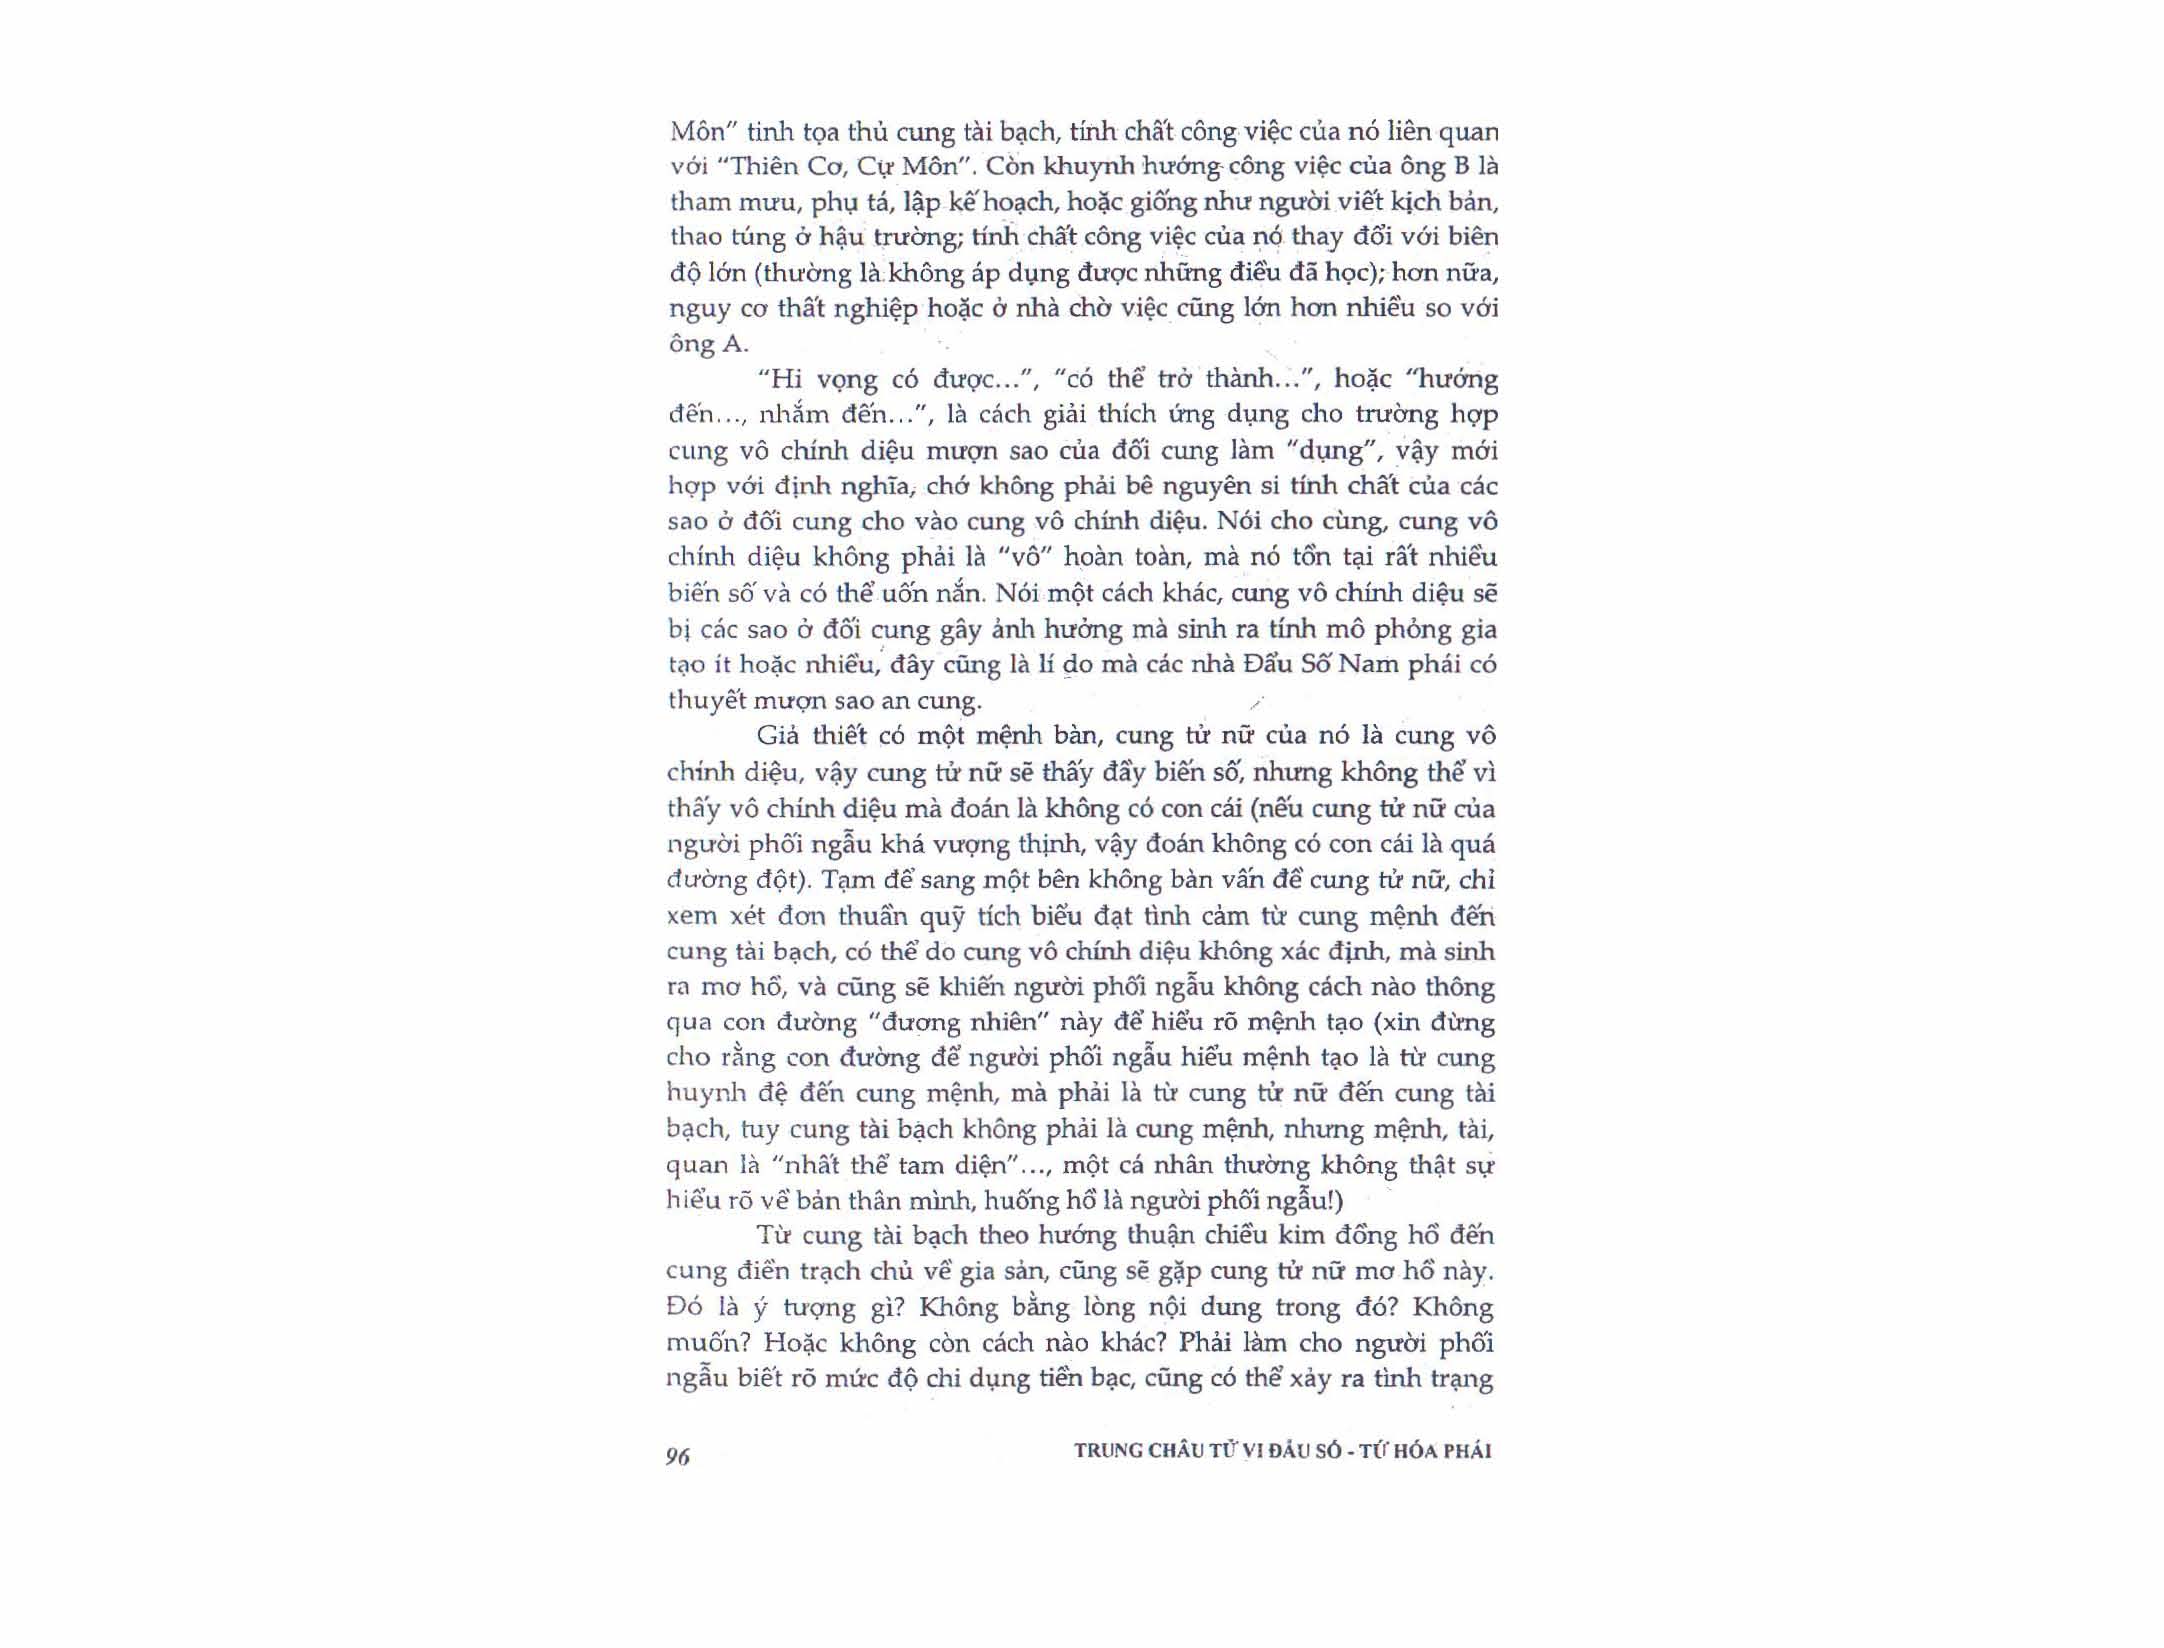 Môn” tinh tọa thủ cung tài bạch, tính chất công việc của nó liên quan
với “Thiên Cơ, Cự Môn”. Còn khuynh hướng công việc của ông B là
tham mưu, phụ tá, lập kế hoạch, hoặc giống như người viết kịch bản,
thao túng ở hậu trường; tính chất công việc của nó thay đổi với biên
độ lớn (thường là không áp dụng được những điều đã học); hơn nữa,
nguy cơ thất nghiệp hoặc ở nhà chờ việc cũng lớn hơn nhiều so với
ông A.
“Hi vọng có được...”, “có thể trở thành...”, hoặc “hướng
đến..., nhắm đến...”, là cách giải thích ứng dụng cho trường hợp
cung vô chính diệu mượn sao của đối cung làm “dụng”, vậy mới
hợp với định nghĩa, chớ không phải bê nguyên si tính chất của các
sao ở đối cung cho vào cung vô chính diệu. Nói cho cùng, cung vô
chính diệu không phải là “vô” hoàn toàn, mà nó tồn tại rất nhiều
biến số và có thể uốn nắn. Nói một cách khác, cung vô chính diệu sẽ
bị các sao ở đối cung gây ảnh hưởng mà sinh ra tính mô phỏng gia
tạo ít hoặc nhiều, đây cũng là lí do mà các nhà Đẩu Số Nam phái có
thuyết mượn sao an cung.
Giả thiết có một mệnh bàn, cung tử nữ của nó là cung vô
chính diệu, vậy cung tử nữ sẽ thấy đầy biến số, nhưng không thể vì
thấy vô chính diệu mà đoán là không có con cái (nếu cung tử nữ của
người phối ngẫu khá vượng thịnh, vậy đoán không có con cái là quá
đường đột). Tạm để sang một bên không bàn vấn đề cung tử nữ, chỉ
xem xét đơn thuần quỹ tích biểu đạt tình cảm từ cung mệnh đến
cung tài bạch, có thể do cung vô chính diệu không xác định, mà sinh
ra mơ hồ, và cũng sẽ khiến người phối ngẫu không cách nào thông
qua con đường “đương nhiên” này để hiểu rõ mệnh tạo (xin đừng
cho rằng con đường để người phối ngẫu hiểu mệnh tạo là từ cung
huynh đệ đến cung mệnh, mà phải là từ cung tử nữ đến cung tài
bạch, tuy cung tài bạch không phải là cung mệnh, nhưng mệnh, tài,
quan là “nhất thể tam diện”..., một cá nhân thường không thật sự
hiểu rõ về bản thân mình, huống hồ là người phối ngẫu!)
Từ cung tài bạch theo hướng thuận chiều kim đồng hồ đến
cung điền trạch chủ về gia sản, cũng sẽ gặp cung tử nữ mơ hồ này.
Đó là ý tượng gì? Không bằng lòng nội dung trong đó? Không
muốn? Hoặc không còn cách nào khác? Phải làm cho người phối
ngẫu biết rõ mức độ chi dụng tiền bạc, cũng có thể xảy ra tình trạng
96 TRUNG CHÂU TỬ VI ĐẨU SỐ - TỨ HÓA PHÁI